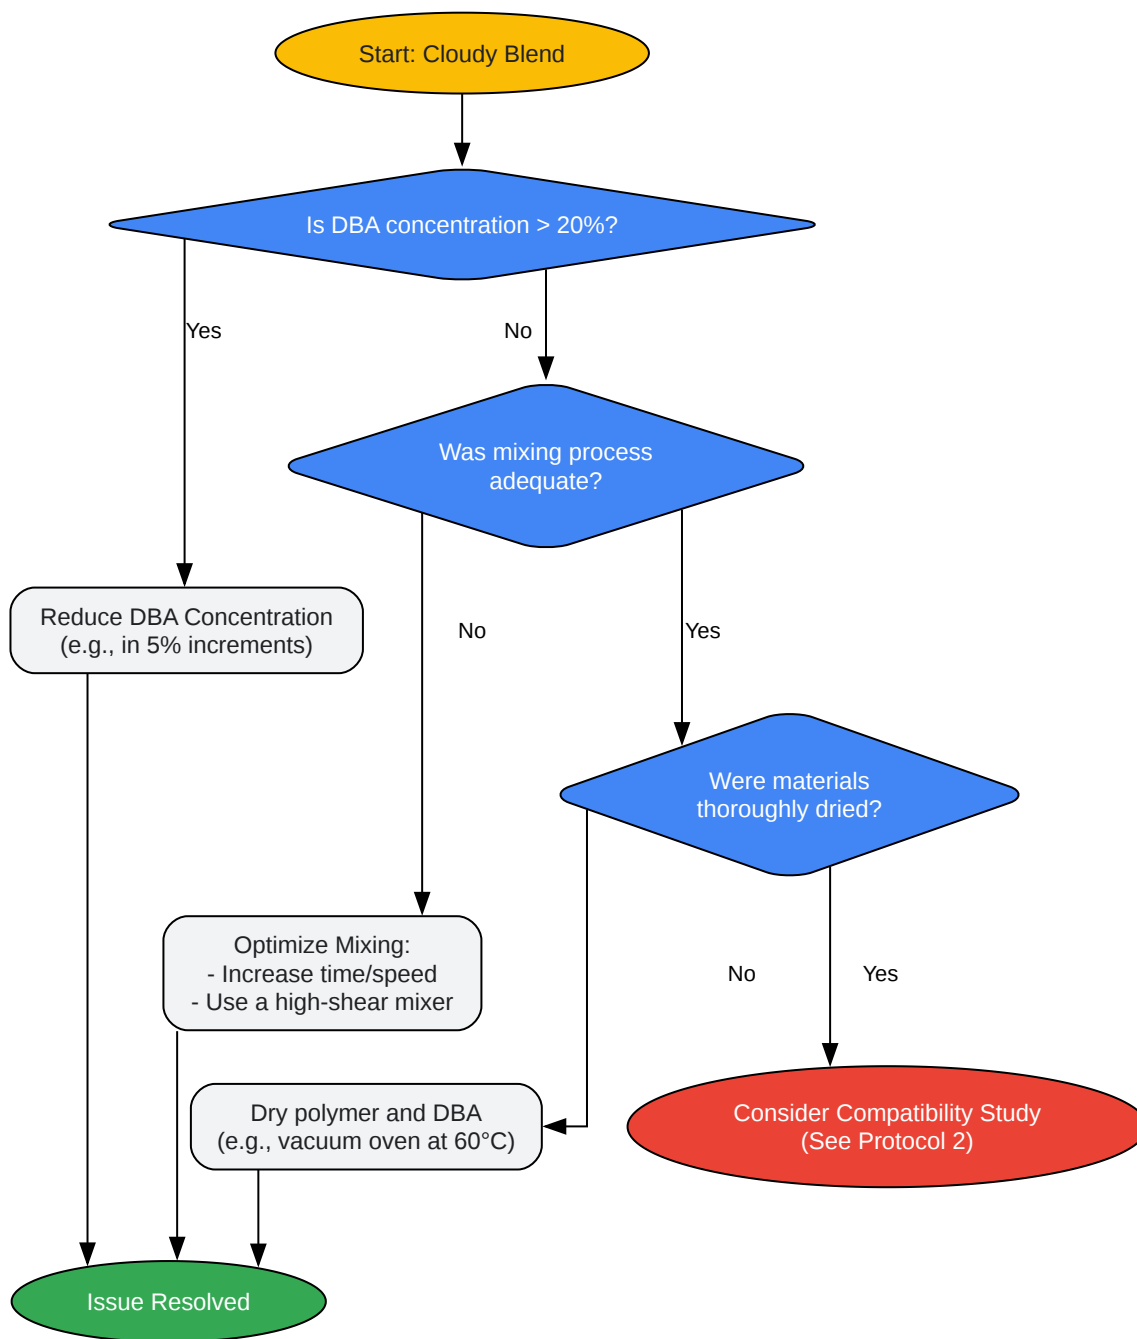 Start: Cloudy Blend
Is DBA concentration > 20%?
Yes
No
Was mixing process
adequate?
Reduce DBA Concentration
(e.g., in 5% increments)
No
Yes
Were materials
thoroughly dried?
Optimize Mixing:
- Increase time/speed
- Use a high-shear mixer
No
Yes
Dry polymer and DBA
(e.g., vacuum oven at 60°C)
Consider Compatibility Study
(See Protocol 2)
Issue Resolved